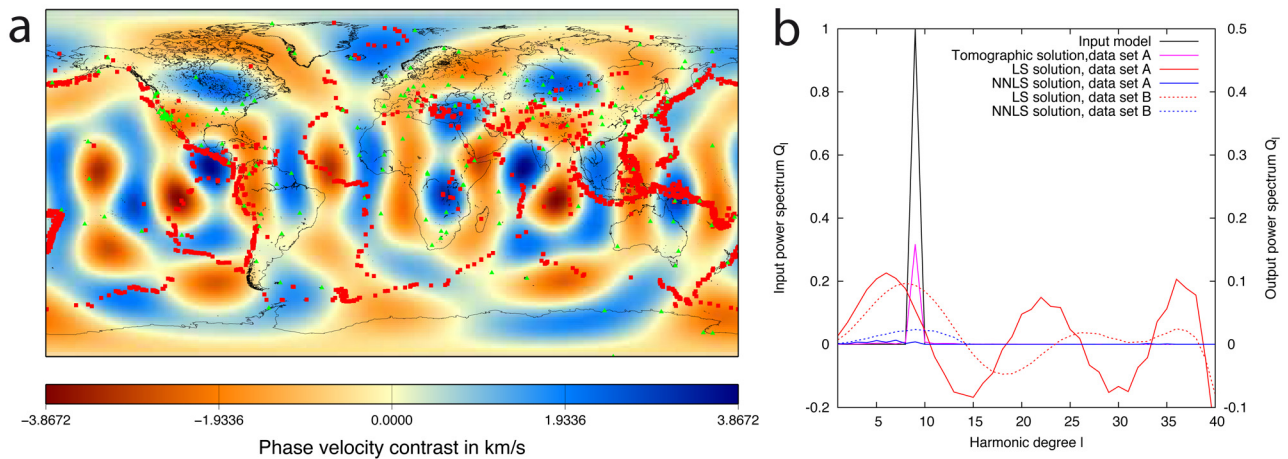 a
−3.8672 −1.93336 0.0000 1.93336 3.8672
Phase velocity contrast in km/s
b
Input model
Tomographic solution,data set A
LS solution, data set A
NNLS solution, data set A
LS solution, data set B
NNLS solution, data set B
Input power spectrum Ql
1
0.8
0.6
0.4
0.2
0
-0.2
0.5
0.4
0.3
0.2
0.1
0
-0.1
Output power spectrum Ql
5 10 15 20 25 30 35 40
Harmonic degree l